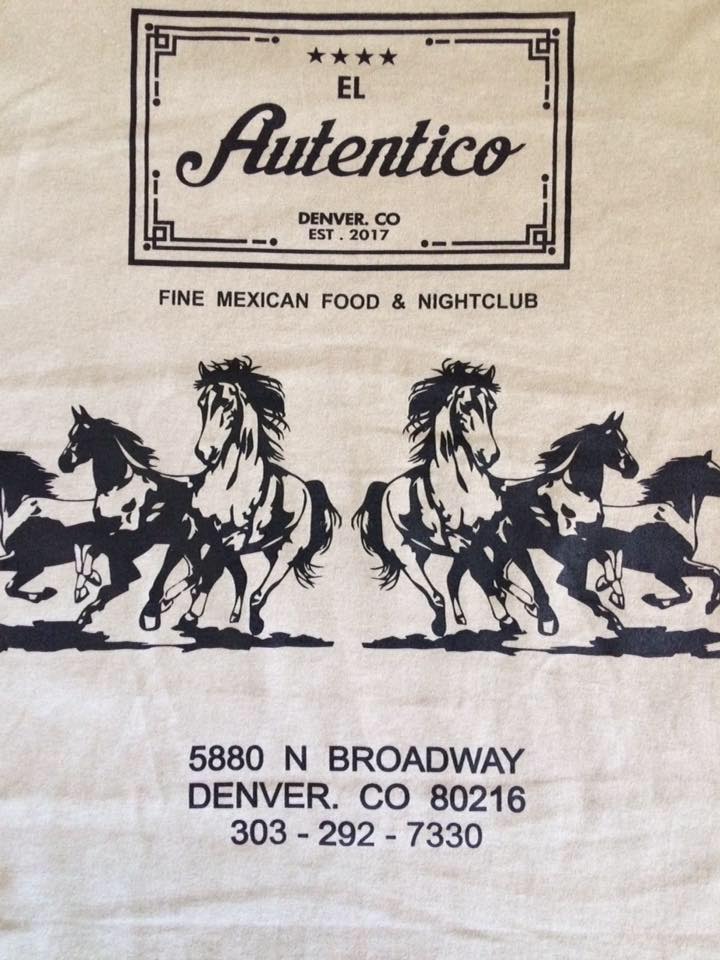 EL
Autentico
DENVER. CO
EST . 2017
FINE MEXICAN FOOD & NIGHTCLUB
5880 N BROADWAY
DENVER. CO 80216
303 - 292 - 7330